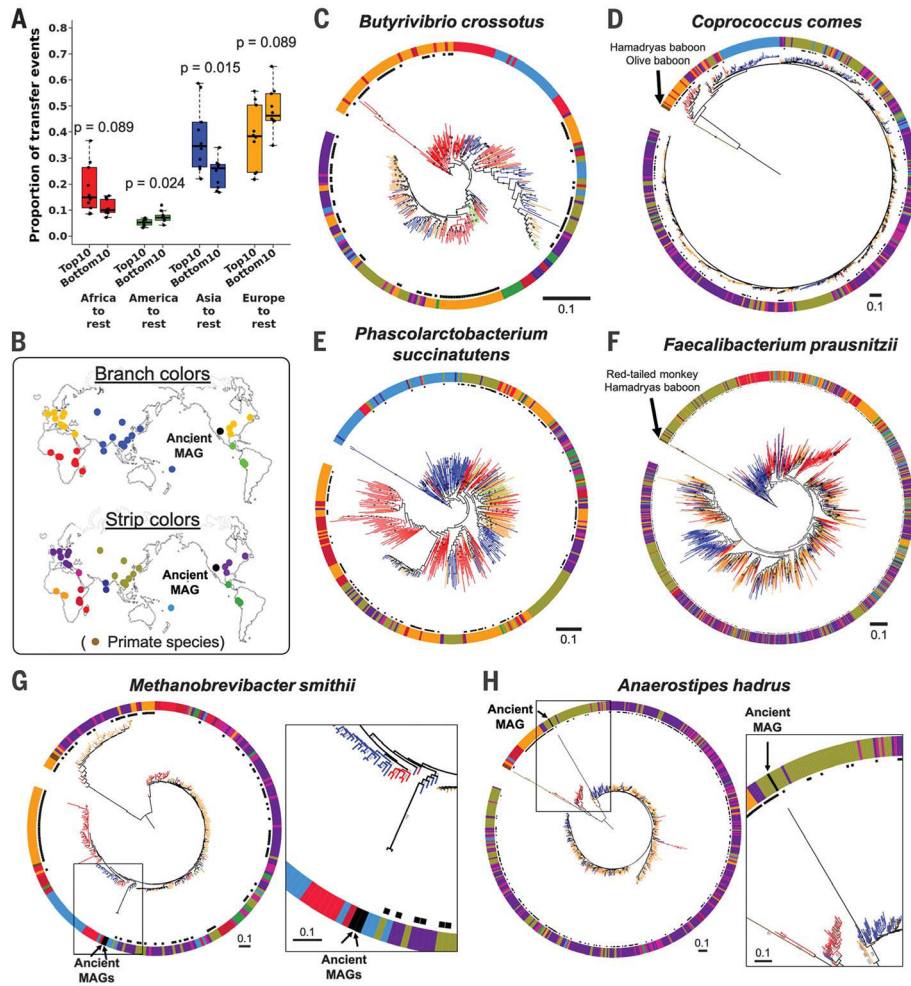 A
Proportion of transfer events
0.8
0.7
0.6
0.5
0.4
0.3
0.2
0.1
0.0
p = 0.089
p = 0.024
p = 0.015
p = 0.089
Top10
Bottom10
Top10
Bottom10
Top10
Bottom10
Top10
Bottom10
Africa
to
rest
America
to
rest
Asia
to
rest
Europe
to
rest
B
Branch colors
Ancient
MAG
Strip colors
Ancient
MAG
( Primate species)
C
Butyrivibrio crossotus
0.1
D
Coprococcus comes
Hamadryas baboon
Olive baboon
0.1
E
Phascolarctobacterium
succinatutens
0.1
F
Faecalibacterium prausnitzii
Red-tailed monkey
Hamadryas baboon
0.1
G
Methanobrevibacter smithii
0.1
Ancient
MAGs
0.1
Ancient
MAGs
H
Anaerostipes hadrus
Ancient
MAG
0.1
Ancient
MAG
0.1